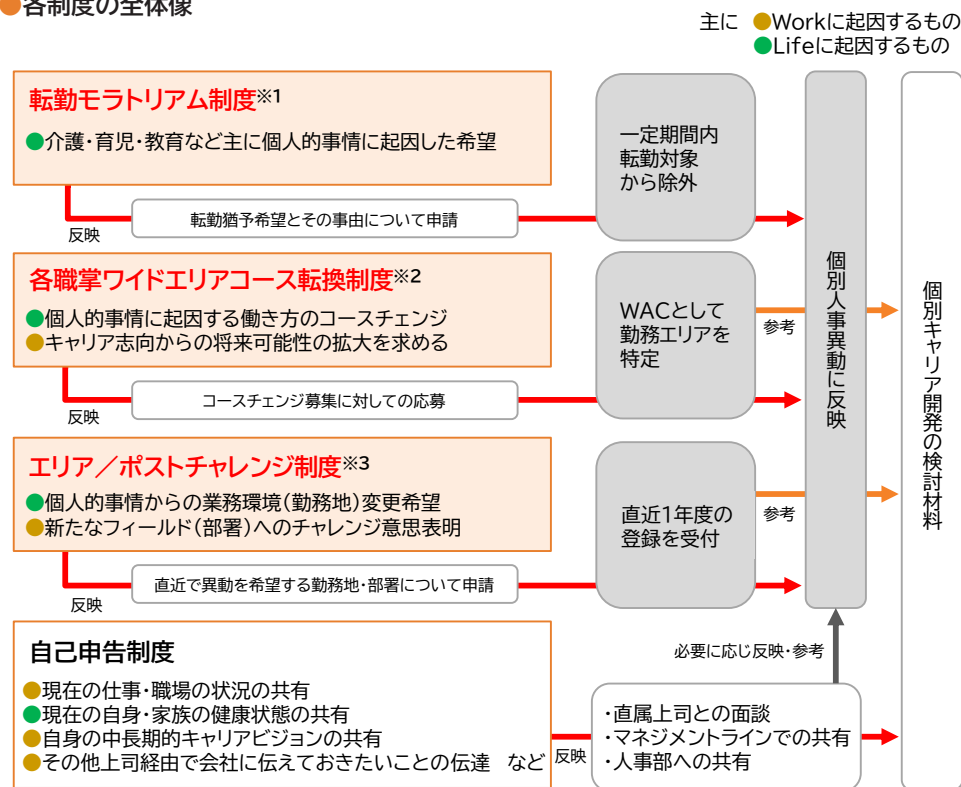 ●各制度の全体像
主に ●Workに起因するもの
●Lifeに起因するもの
転勤モラトリアム制度※1
●介護・育児・教育など主に個人的事情に起因した希望
反映
転勤猶予希望とその事由について申請
一定期間内
転勤対象
から除外
各職掌ワイドエリアコース転換制度※2
●個人的事情に起因する働き方のコースチェンジ
●キャリア志向からの将来可能性の拡大を求める
反映
コースチェンジ募集に対しての応募
WACとして
勤務エリアを
特定
参考
エリア／ポストチャレンジ制度※3
●個人的事情からの業務環境(勤務地)変更希望
●新たなフィールド(部署)へのチャレンジ意思表明
反映
直近で異動を希望する勤務地・部署について申請
直近1年度の
登録を受付
参考
個別人事異動に反映
個別キャリア開発の検討材料
必要に応じ反映・参考
自己申告制度
●現在の仕事・職場の状況の共有
●現在の自身・家族の健康状態の共有
●自身の中長期的キャリアビジョンの共有
●その他上司経由で会社に伝えておきたいことの伝達 など
反映
・直属上司との面談
・マネジメントラインでの共有
・人事部への共有